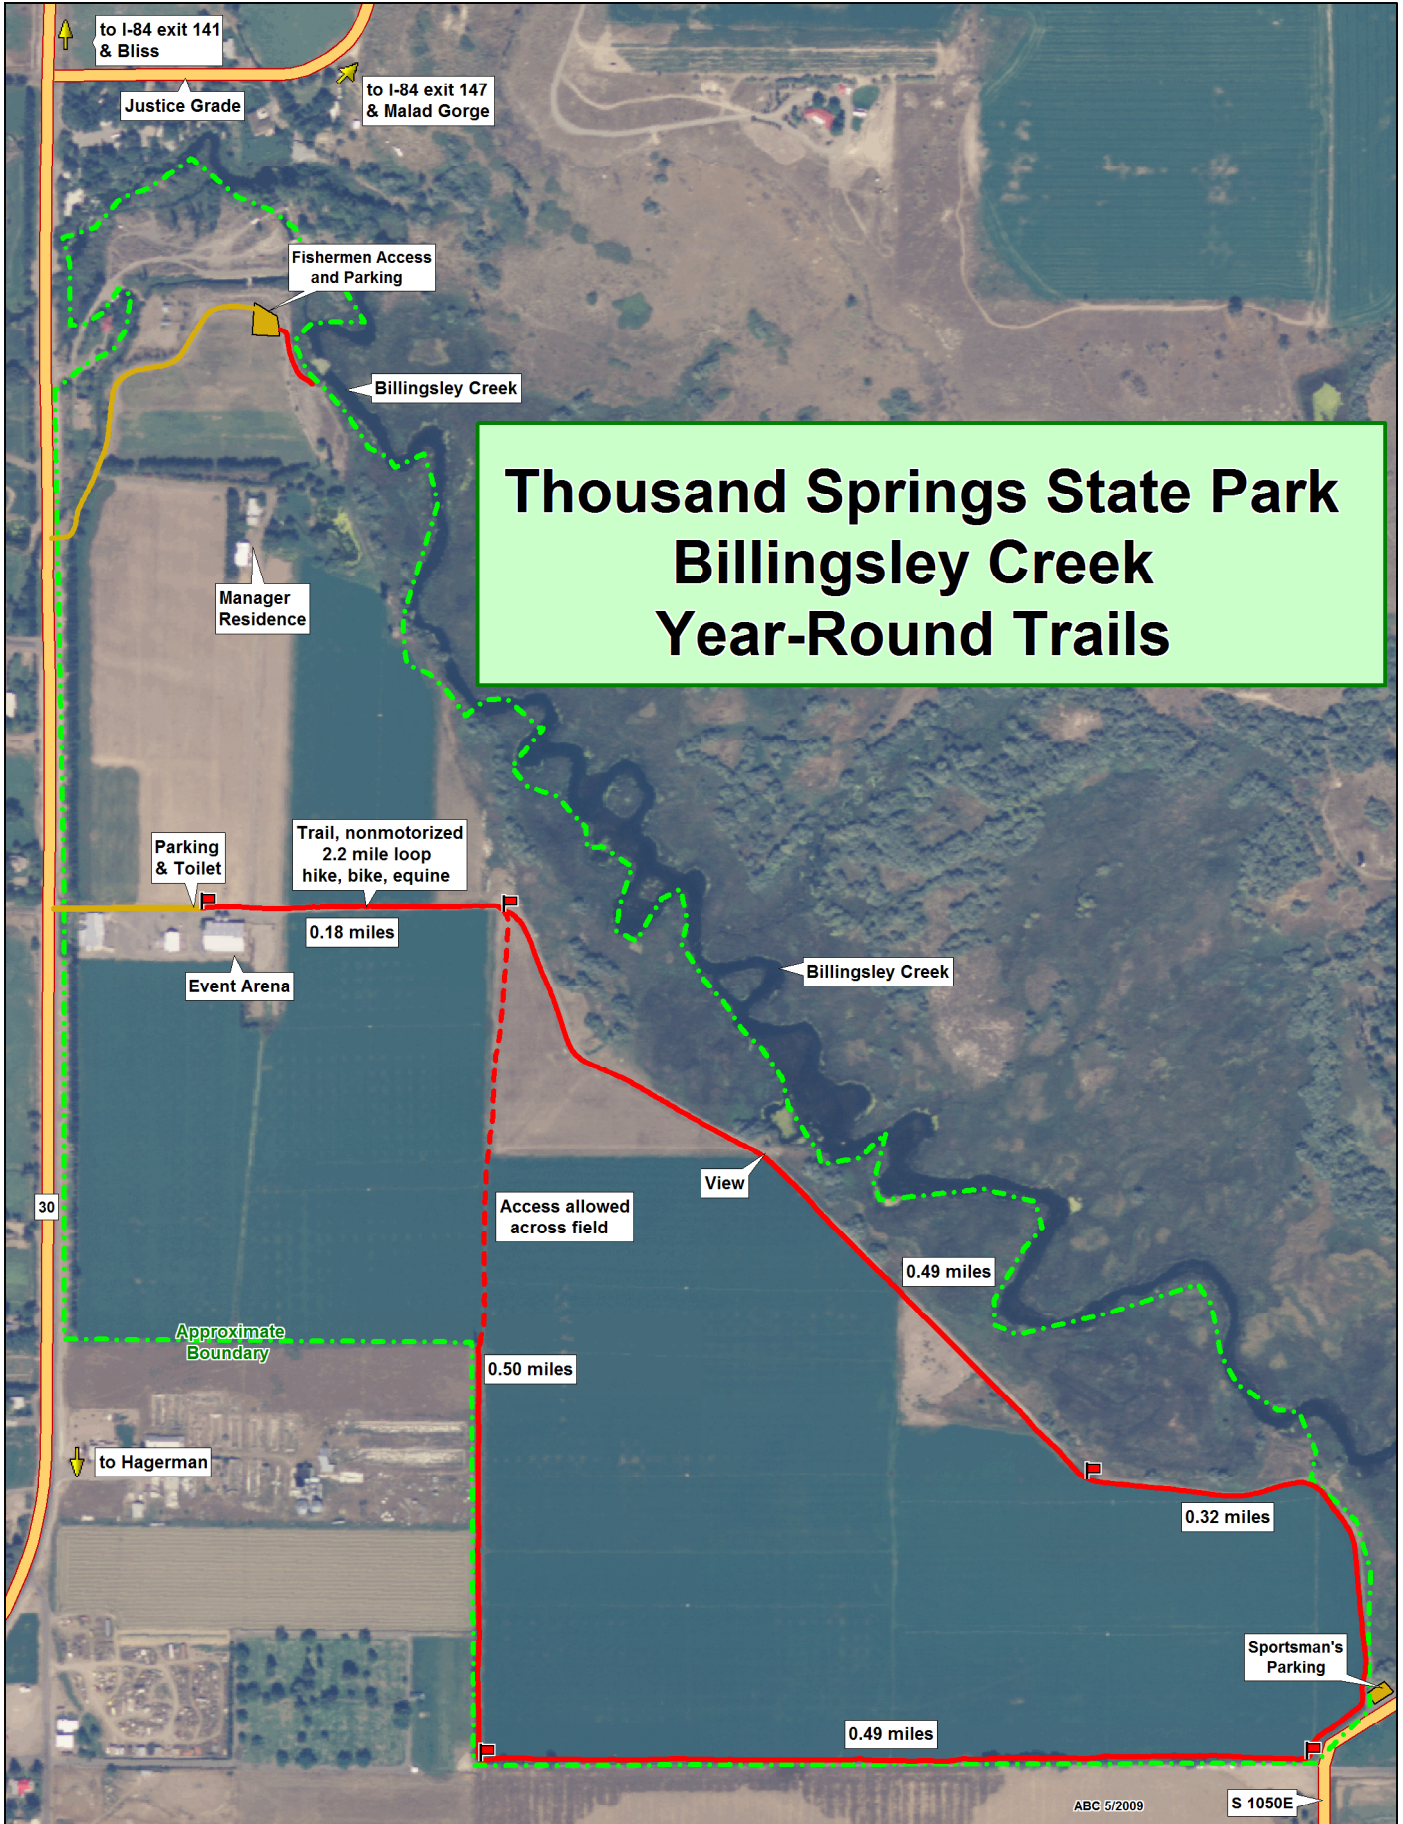 to I-84 exit 141
& Bliss
to I-84 exit 147
& Malad Gorge
Justice Grade
Fishermen Access
and Parking
Billingsley Creek
Thousand Springs State Park
Billingsley Creek
Year-Round Trails
Manager
Residence
Parking
& Toilet
Trail, nonmotorized
2.2 mile loop
hike, bike, equine
0.18 miles
Event Arena
Billingsley Creek
View
30
Access allowed
across field
0.49 miles
Approximate
Boundary
0.50 miles
to Hagerman
0.32 miles
Sportsman's
Parking
0.49 miles
ABC 5/2009
S 1050E